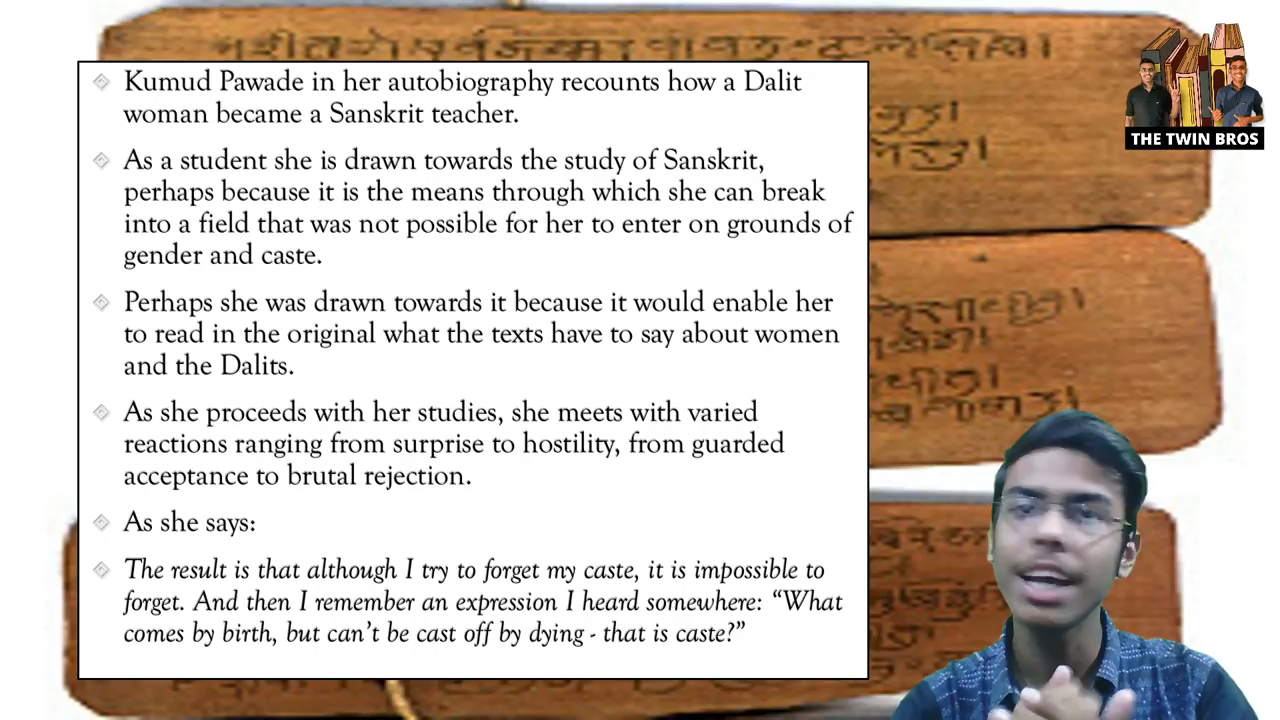 Kumud Pawade in her autobiography recounts how a Dalit
woman became a Sanskrit teacher.
As a student she is drawn towards the study of Sanskrit,
perhaps because it is the means through which she can break
into a field that was not possible for her to enter on grounds of
gender and caste.
Perhaps she was drawn towards it because it would enable her
to read in the original what the texts have to say about women
and the Dalits.
As she proceeds with her studies, she meets with varied
reactions ranging from surprise to hostility, from guarded
acceptance to brutal rejection.
As she says:
The result is that although I try to forget my caste, it is impossible to
forget. And then I remember an expression I heard somewhere: “What
comes by birth, but can’t be cast off by dying - that is caste?”
THE TWIN BROS